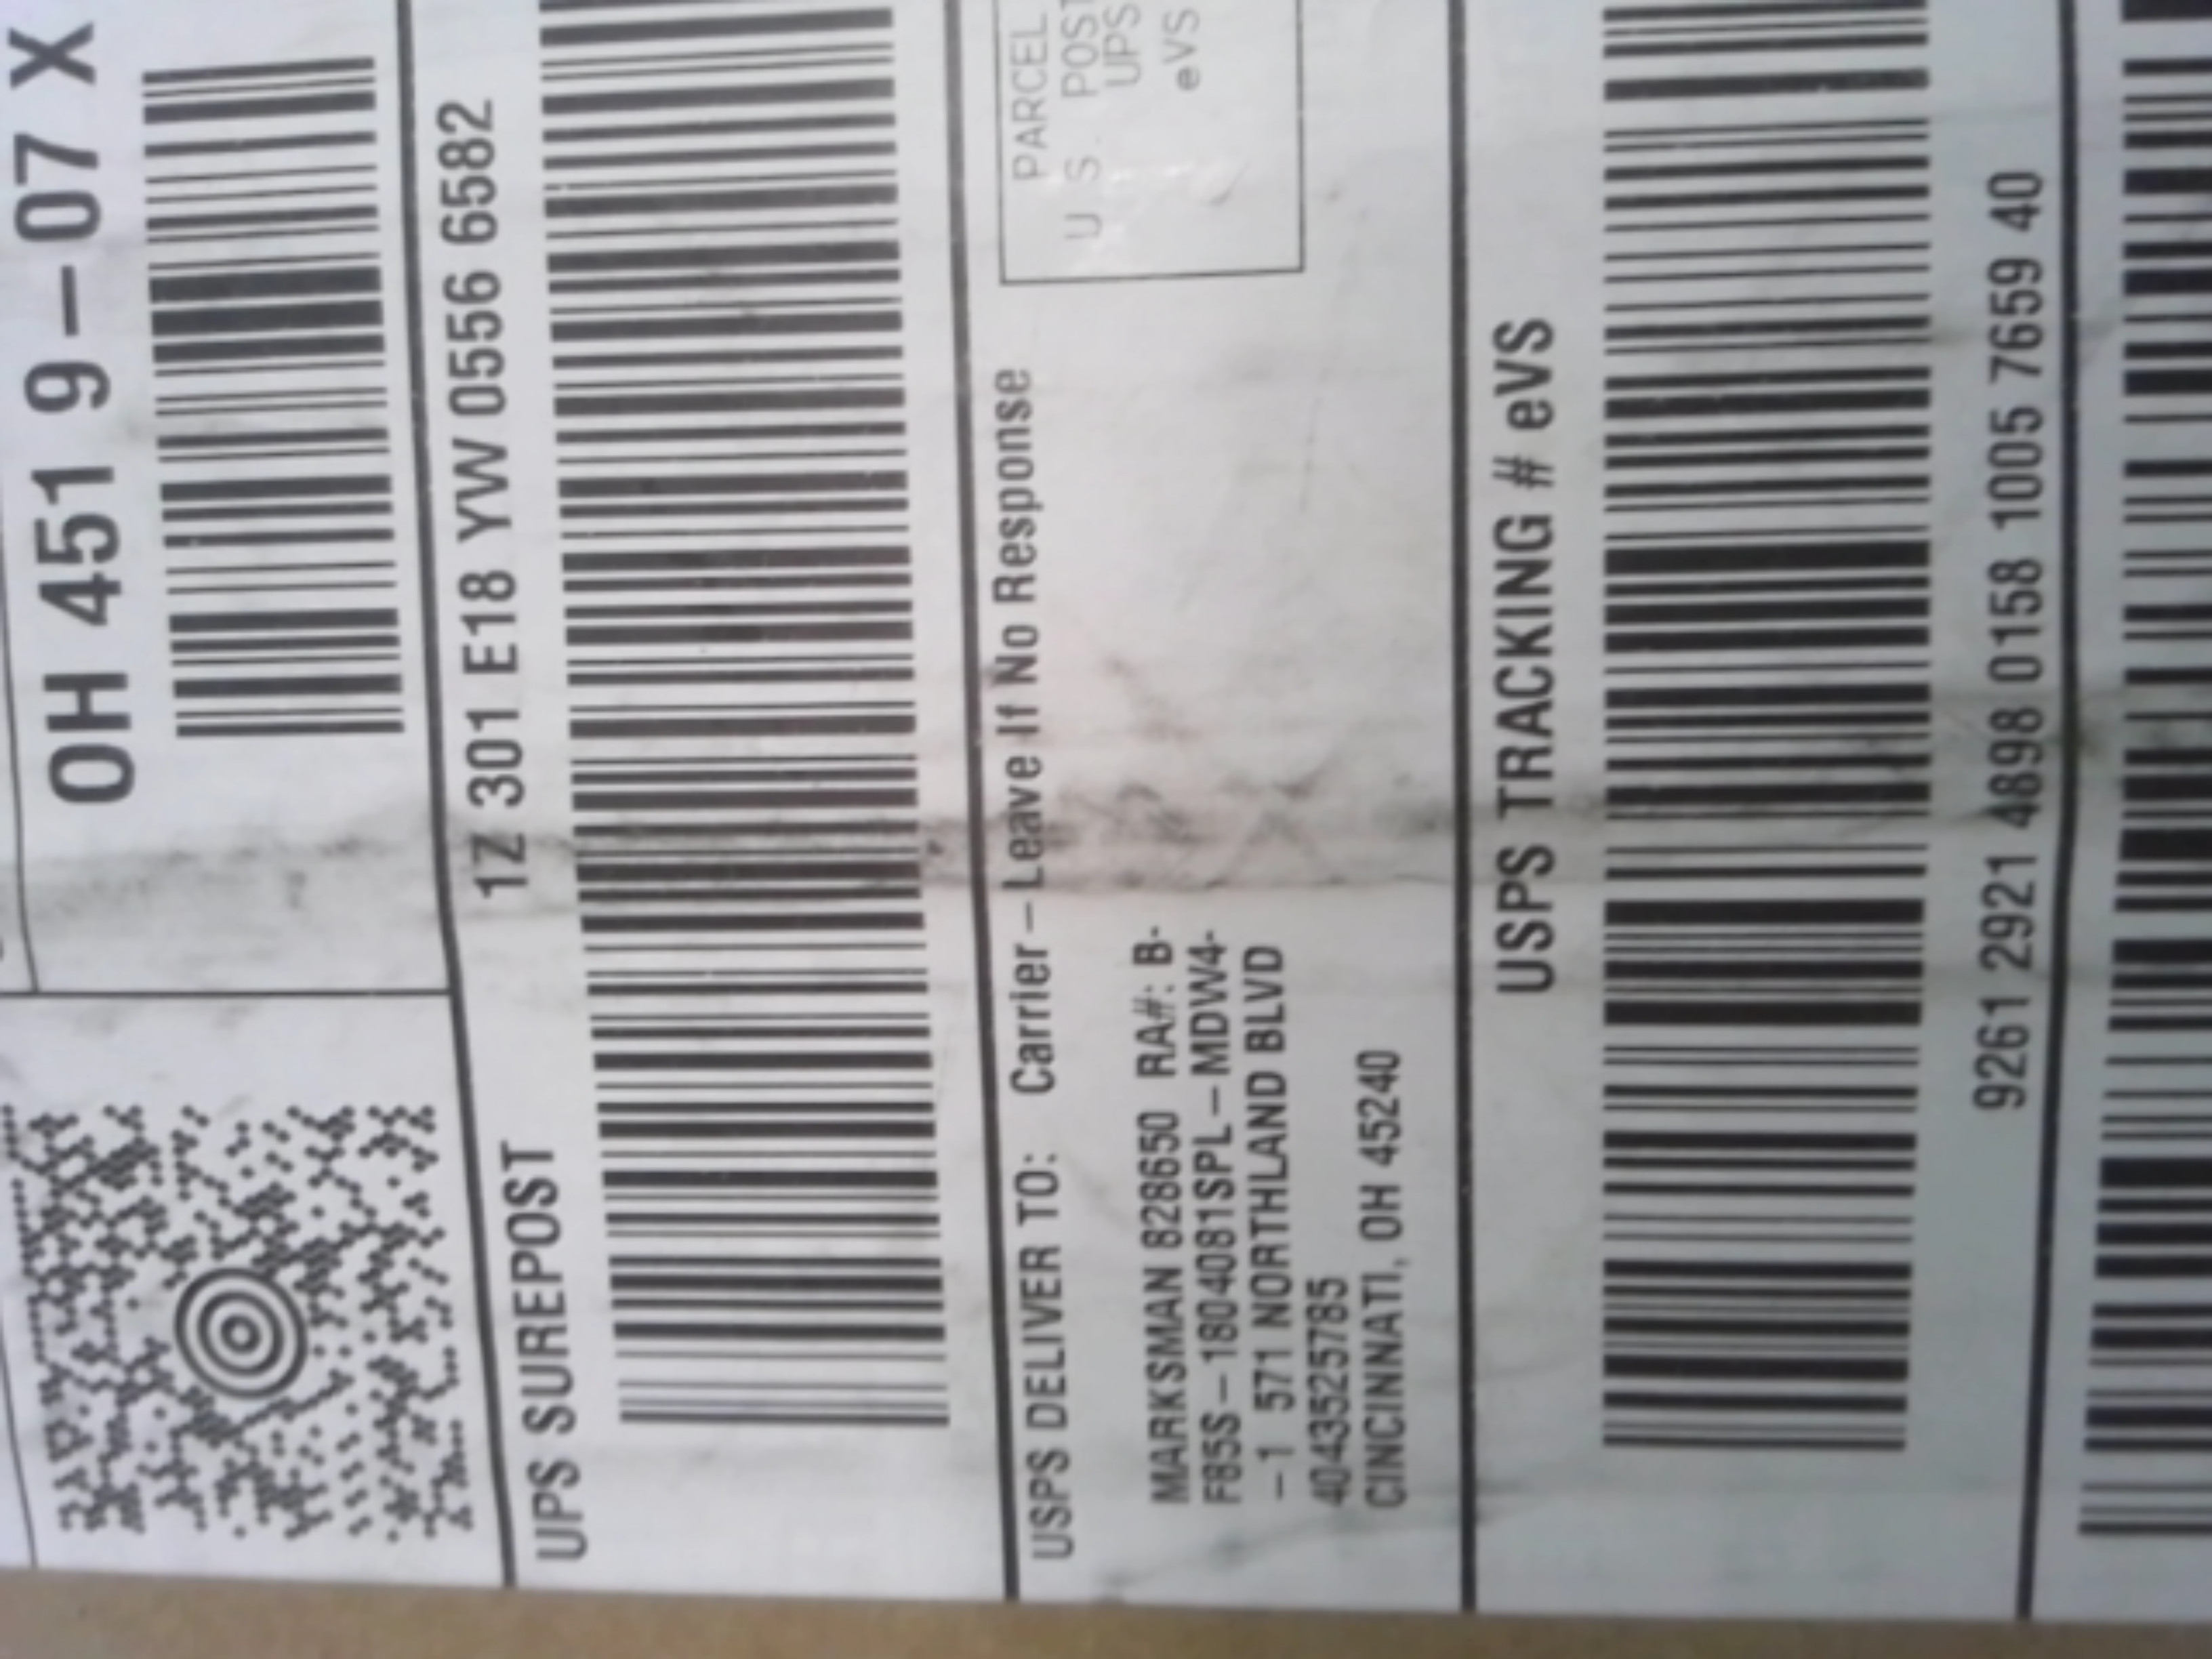 OH 451 9-07 X
UPS SUREPOST
1Z 301 E18 YW 0556 6582
USPS DELIVER TO: Carrier-Leave If No Response
PARCEL
U.S. POST
UPS
eVS
MARKSMAN 828650 RA#: B-
F85S-1804081SPL-MDW4-
-1 571 NORTHLAND BLVD
4043525785
CINCINNATI, OH 45240
USPS TRACKING # eVS
9261 2921 4898 0158 1005 7659 40